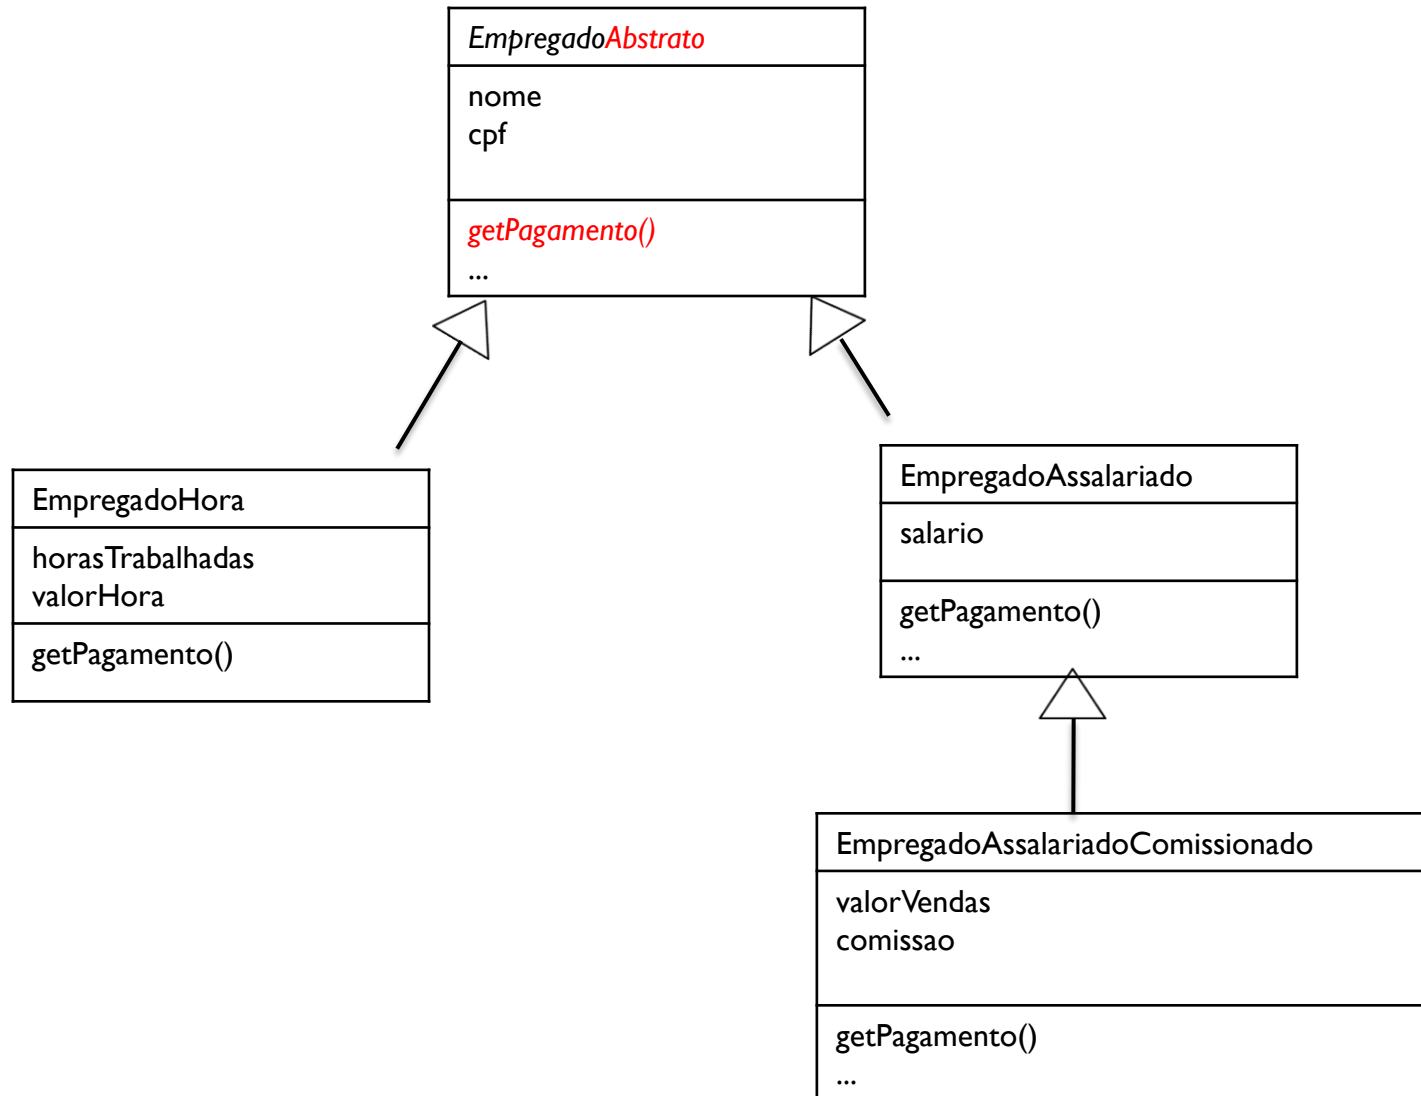 EmpregadoAbstrato
nome
cpf
getPagamento()
...
EmpregadoHora
horasTrabalhadas
valorHora
getPagamento()
EmpregadoAssalariado
salario
getPagamento()
...
EmpregadoAssalariadoComissionado
valorVendas
comissao
getPagamento()
...